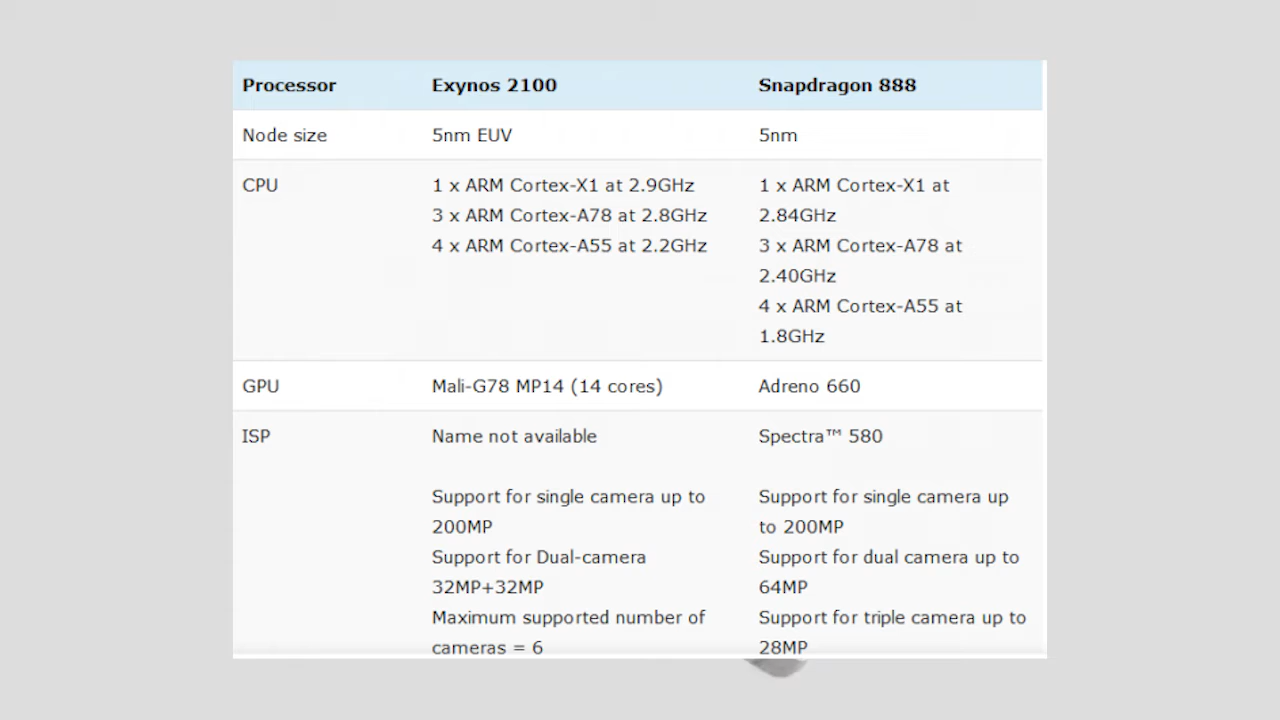 Processor Exynos 2100 Snapdragon 888
Node size 5nm EUV 5nm
CPU 1 x ARM Cortex-X1 at 2.9GHz 1 x ARM Cortex-X1 at
3 x ARM Cortex-A78 at 2.8GHz 2.84GHz
4 x ARM Cortex-A55 at 2.2GHz 3 x ARM Cortex-A78 at
2.40GHz
4 x ARM Cortex-A55 at
1.8GHz
GPU Mali-G78 MP14 (14 cores) Adreno 660
ISP Name not available Spectra™ 580
Support for single camera up to Support for single camera up
200MP to 200MP
Support for Dual-camera Support for dual camera up to
32MP+32MP 64MP
Maximum supported number of Support for triple camera up to
cameras = 6 28MP